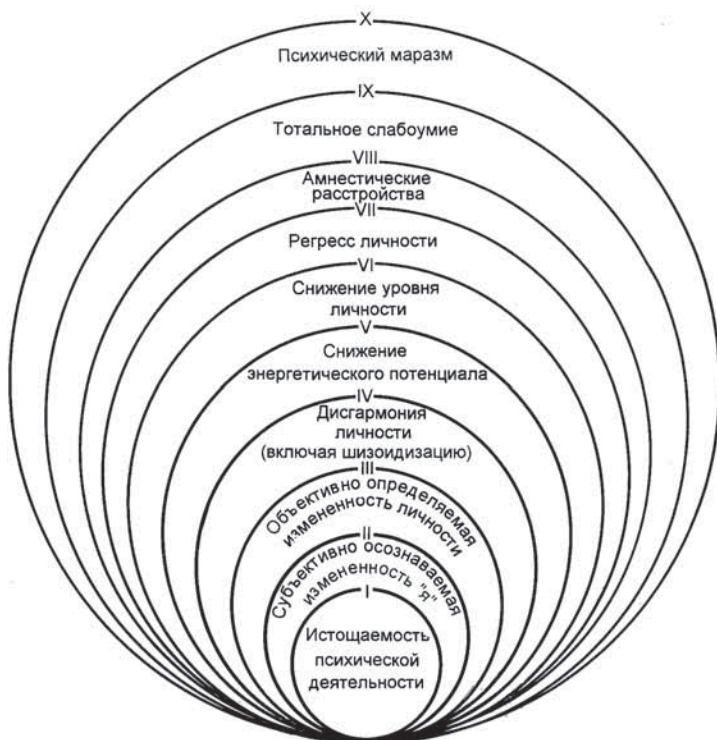 X
Психический маразм
IX
Тотальное слабоумие
VIII
Амнестические
расстройства
VII
Регресс личности
VI
Снижение уровня
личности
V
Снижение
энергетического потенциала
IV
Дисгармония
личности
(включая шизоидизацию)
III
Объективно определяемая
измененность личности
II
Субъективно осознаваемая
измененность "я"
I
Истощаемость
психической
деятельности